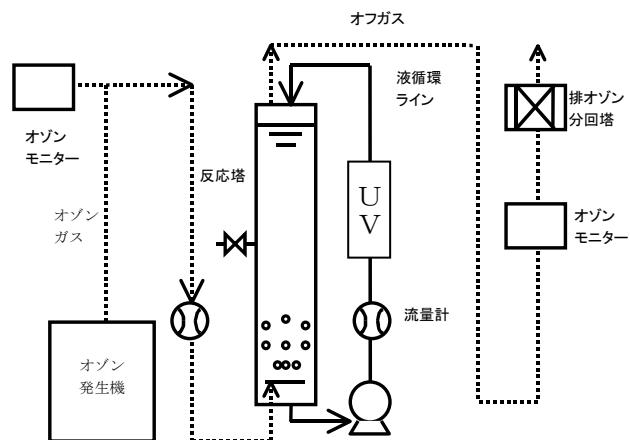 オフガス
液循環
ライン
排オゾン
分回塔
オゾン
モニター
反応塔
UV
オゾン
ガス
オゾン
モニター
流量計
オゾン
発生機